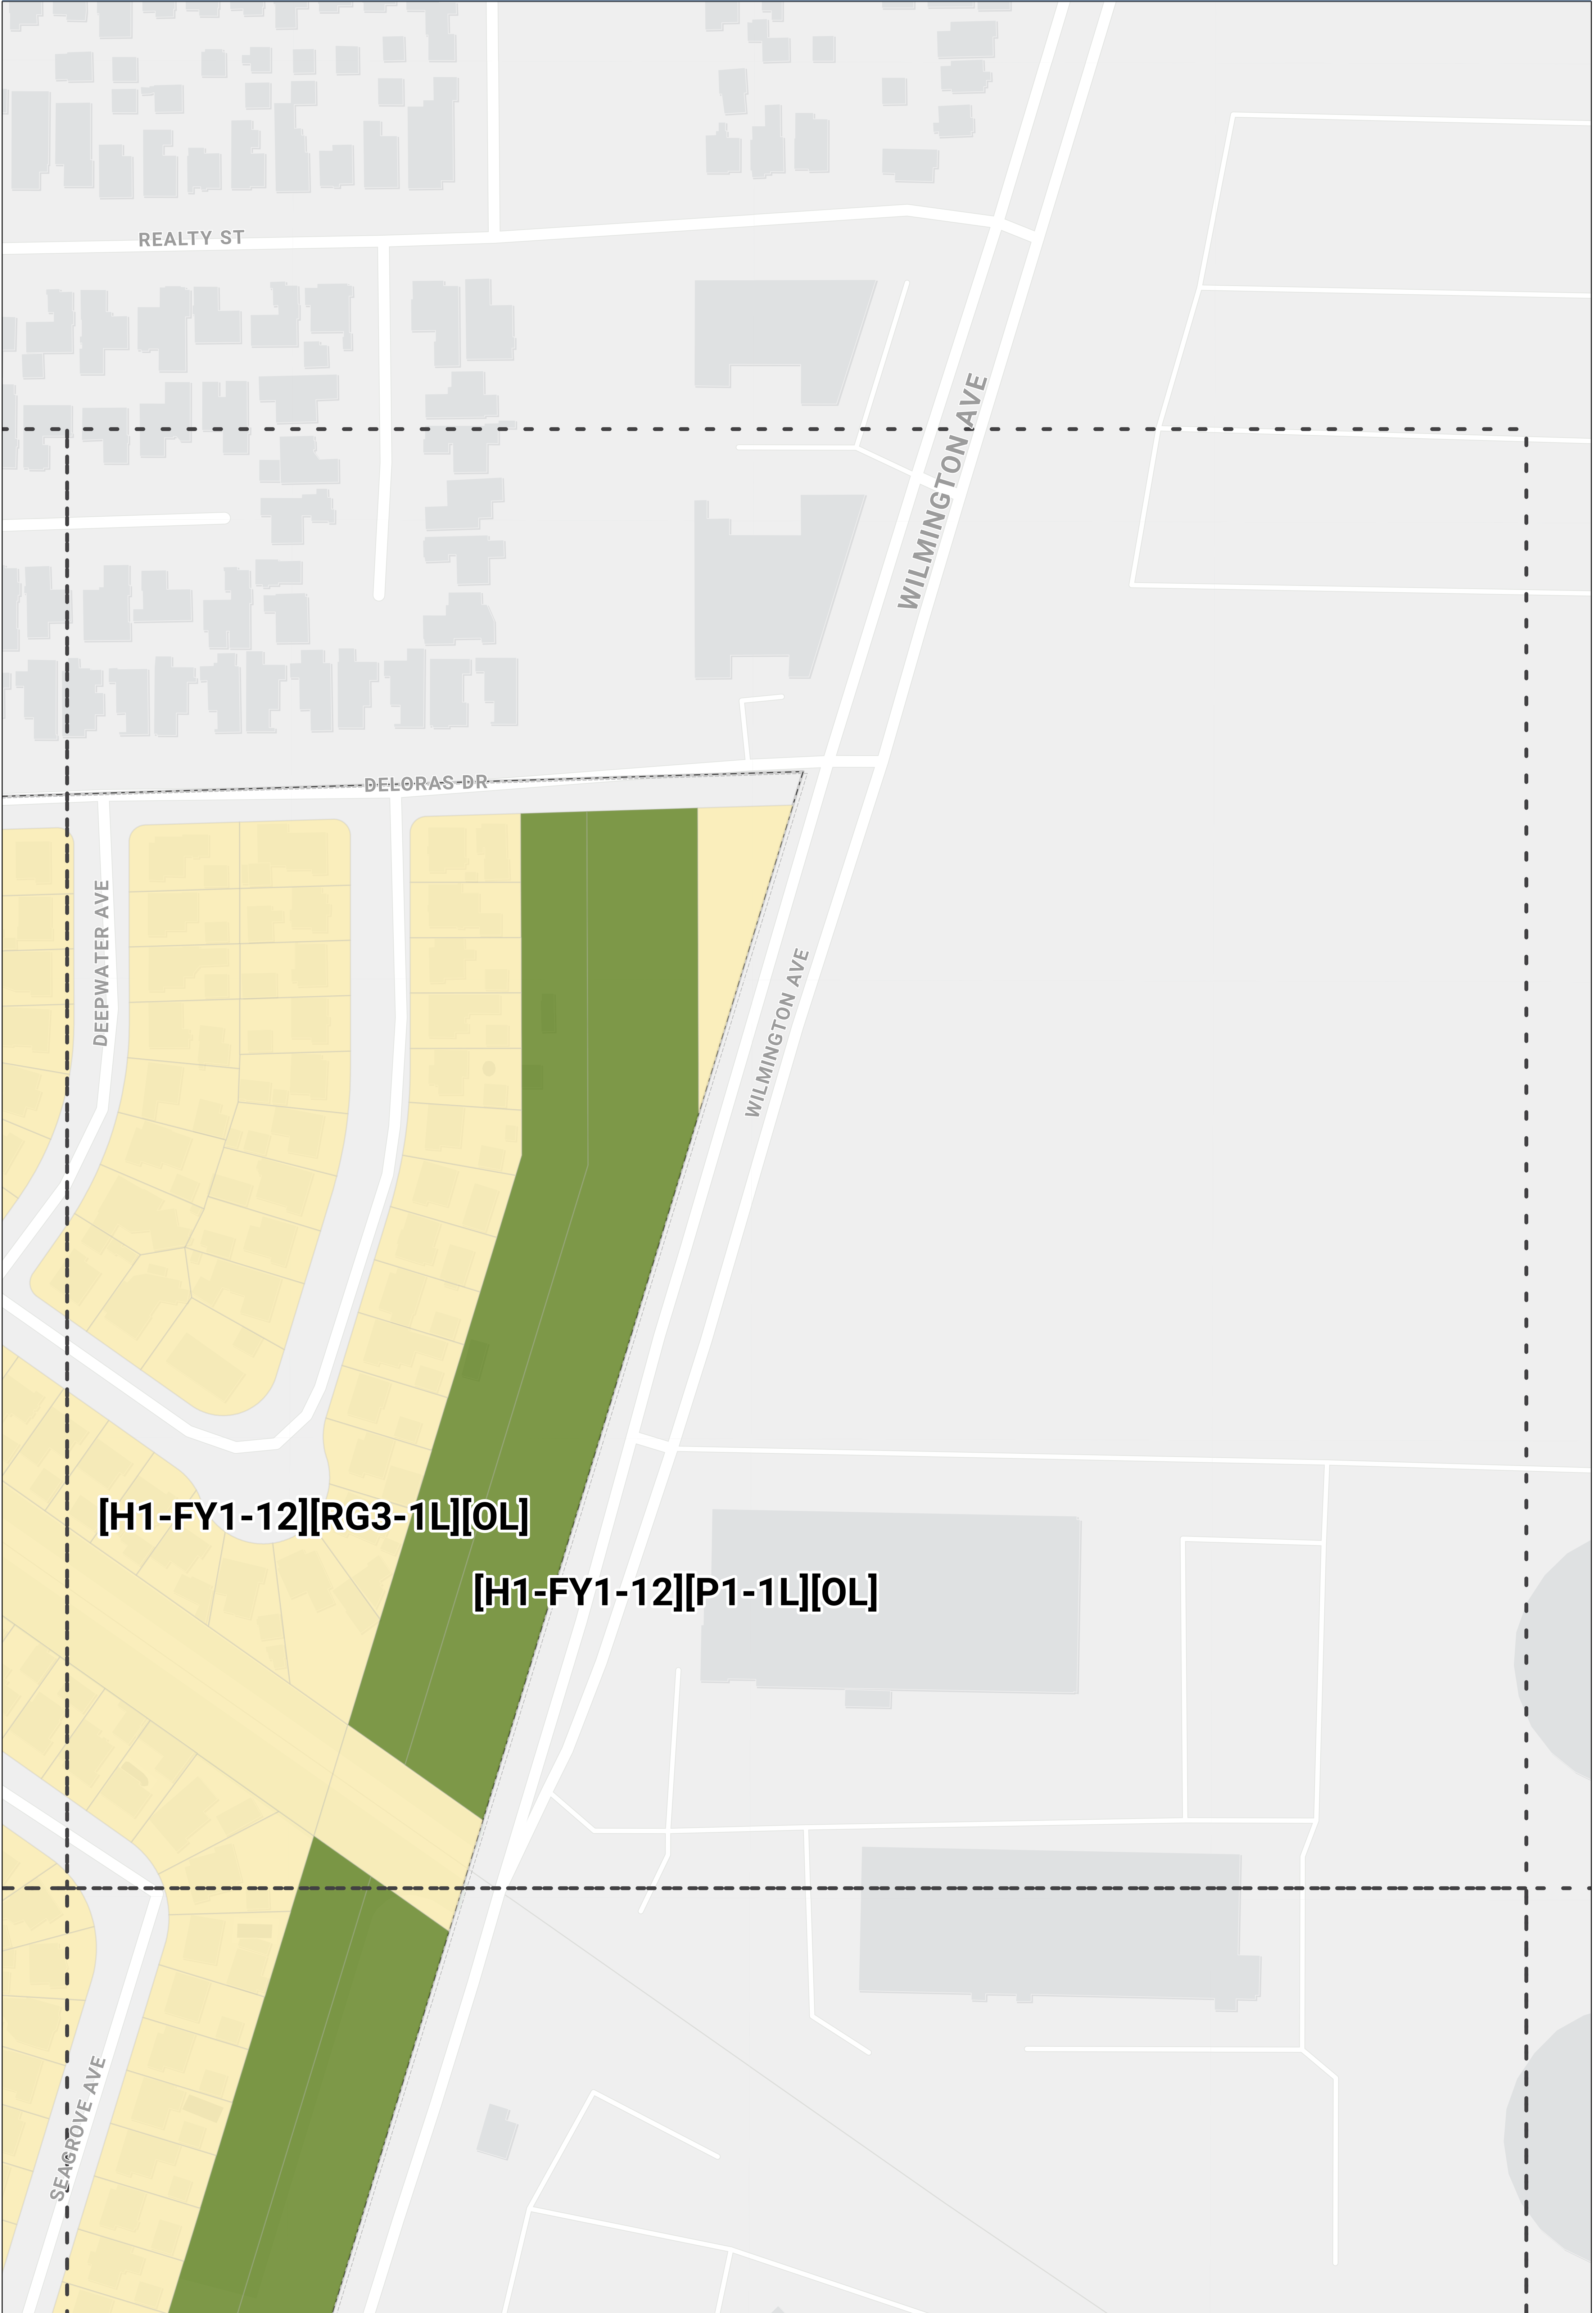 REALTY ST
WILMINGTON AVE
DELORAS DR
DEEPWATER AVE
WILMINGTON AVE
[H1-FY1-12][RG3-1L][OL]
[H1-FY1-12][P1-1L][OL]
SEAGROVE AVE